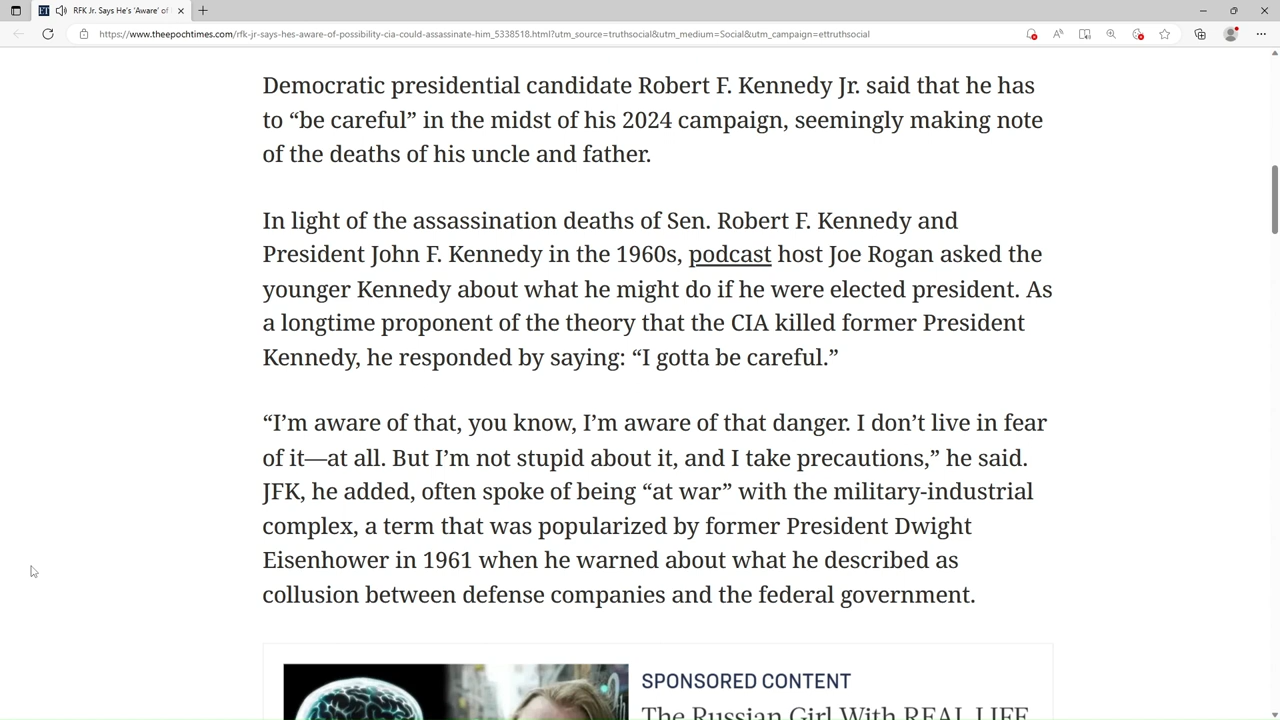 RFK Jr. Says He's 'Aware' of
https://www.theepochtimes.com/rfk-jr-says-hes-aware-of-possibility-cia-could-assassinate-him_5338518.html?utm_source=truthsocial&utm_medium=Social&utm_campaign=ettruthsocial
Democratic presidential candidate Robert F. Kennedy Jr. said that he has
to “be careful” in the midst of his 2024 campaign, seemingly making note
of the deaths of his uncle and father.
In light of the assassination deaths of Sen. Robert F. Kennedy and
President John F. Kennedy in the 1960s, podcast host Joe Rogan asked the
younger Kennedy about what he might do if he were elected president. As
a longtime proponent of the theory that the CIA killed former President
Kennedy, he responded by saying: “I gotta be careful.”
“I’m aware of that, you know, I’m aware of that danger. I don’t live in fear
of it—at all. But I’m not stupid about it, and I take precautions,” he said.
JFK, he added, often spoke of being “at war” with the military-industrial
complex, a term that was popularized by former President Dwight
Eisenhower in 1961 when he warned about what he described as
collusion between defense companies and the federal government.
SPONSORED CONTENT
The Russian Girl With REAL LIFE